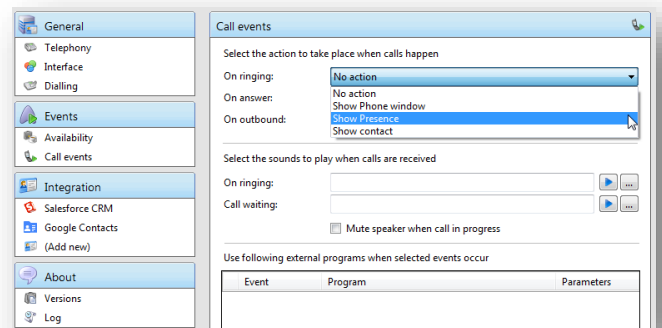 General
Telephony
Interface
Dialling
Events
Availability
Call events
Integration
Salesforce CRM
Google Contacts
(Add new)
About
Versions
Log
Call events
Select the action to take place when calls happen
On ringing: No action
No action
Show Phone window
Show Presence
Show contact
On answer:
On outbound:
Select the sounds to play when calls are received
On ringing: ...
Call waiting: ...
Mute speaker when call in progress
Use following external programs when selected events occur
Event Program Parameters